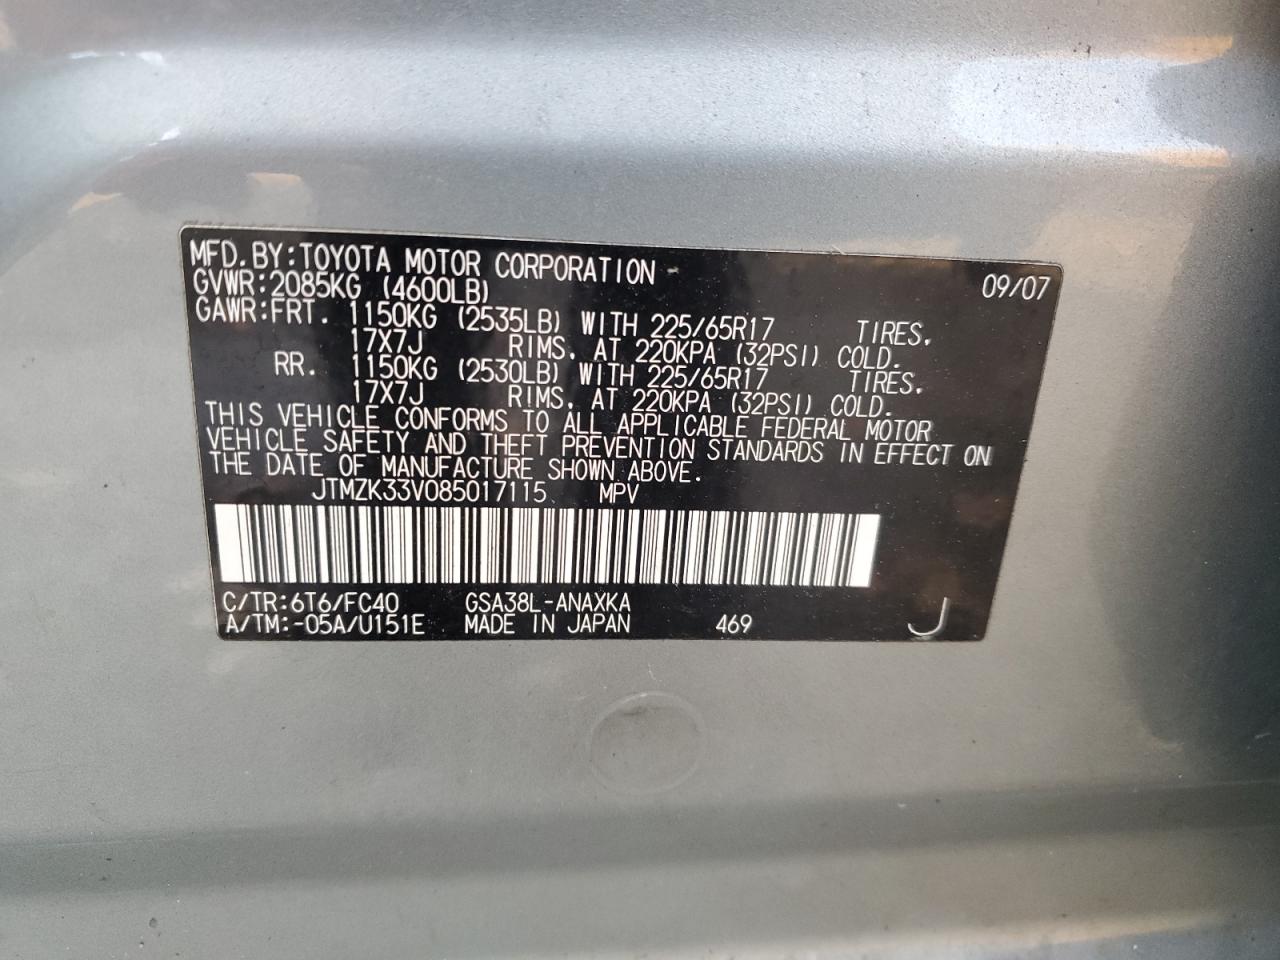 MFD. BY: TOYOTA MOTOR CORPORATION 09/07
GVWR: 2085KG (4600LB)
GAWR: FRT. 1150KG (2535LB) WITH 225/65R17 TIRES,
17X7J RIMS, AT 220KPA (32PSI) COLD.
RR. 1150KG (2530LB) WITH 225/65R17 TIRES,
17X7J RIMS, AT 220KPA (32PSI) COLD.
THIS VEHICLE CONFORMS TO ALL APPLICABLE FEDERAL MOTOR
VEHICLE SAFETY AND THEFT PREVENTION STANDARDS IN EFFECT ON
THE DATE OF MANUFACTURE SHOWN ABOVE.
JTMZK33V085017115 MPV
C/TR: 6T6/FC40 GSA38L-ANAXKA
A/TM: -05A/U151E MADE IN JAPAN 469 J